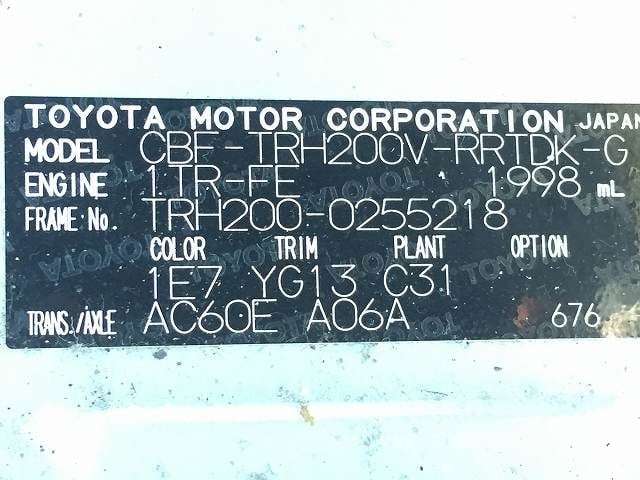 TOYOTA MOTOR CORPORATION JAPAN
MODEL CBF-TRH200V-RRTDK-G
ENGINE 1TR-FE 1998 mL
FRAME No. TRH200-0255218
COLOR TRIM PLANT OPTION
1E7 YG13 C31
TRANS./AXLE AC60E A06A 676